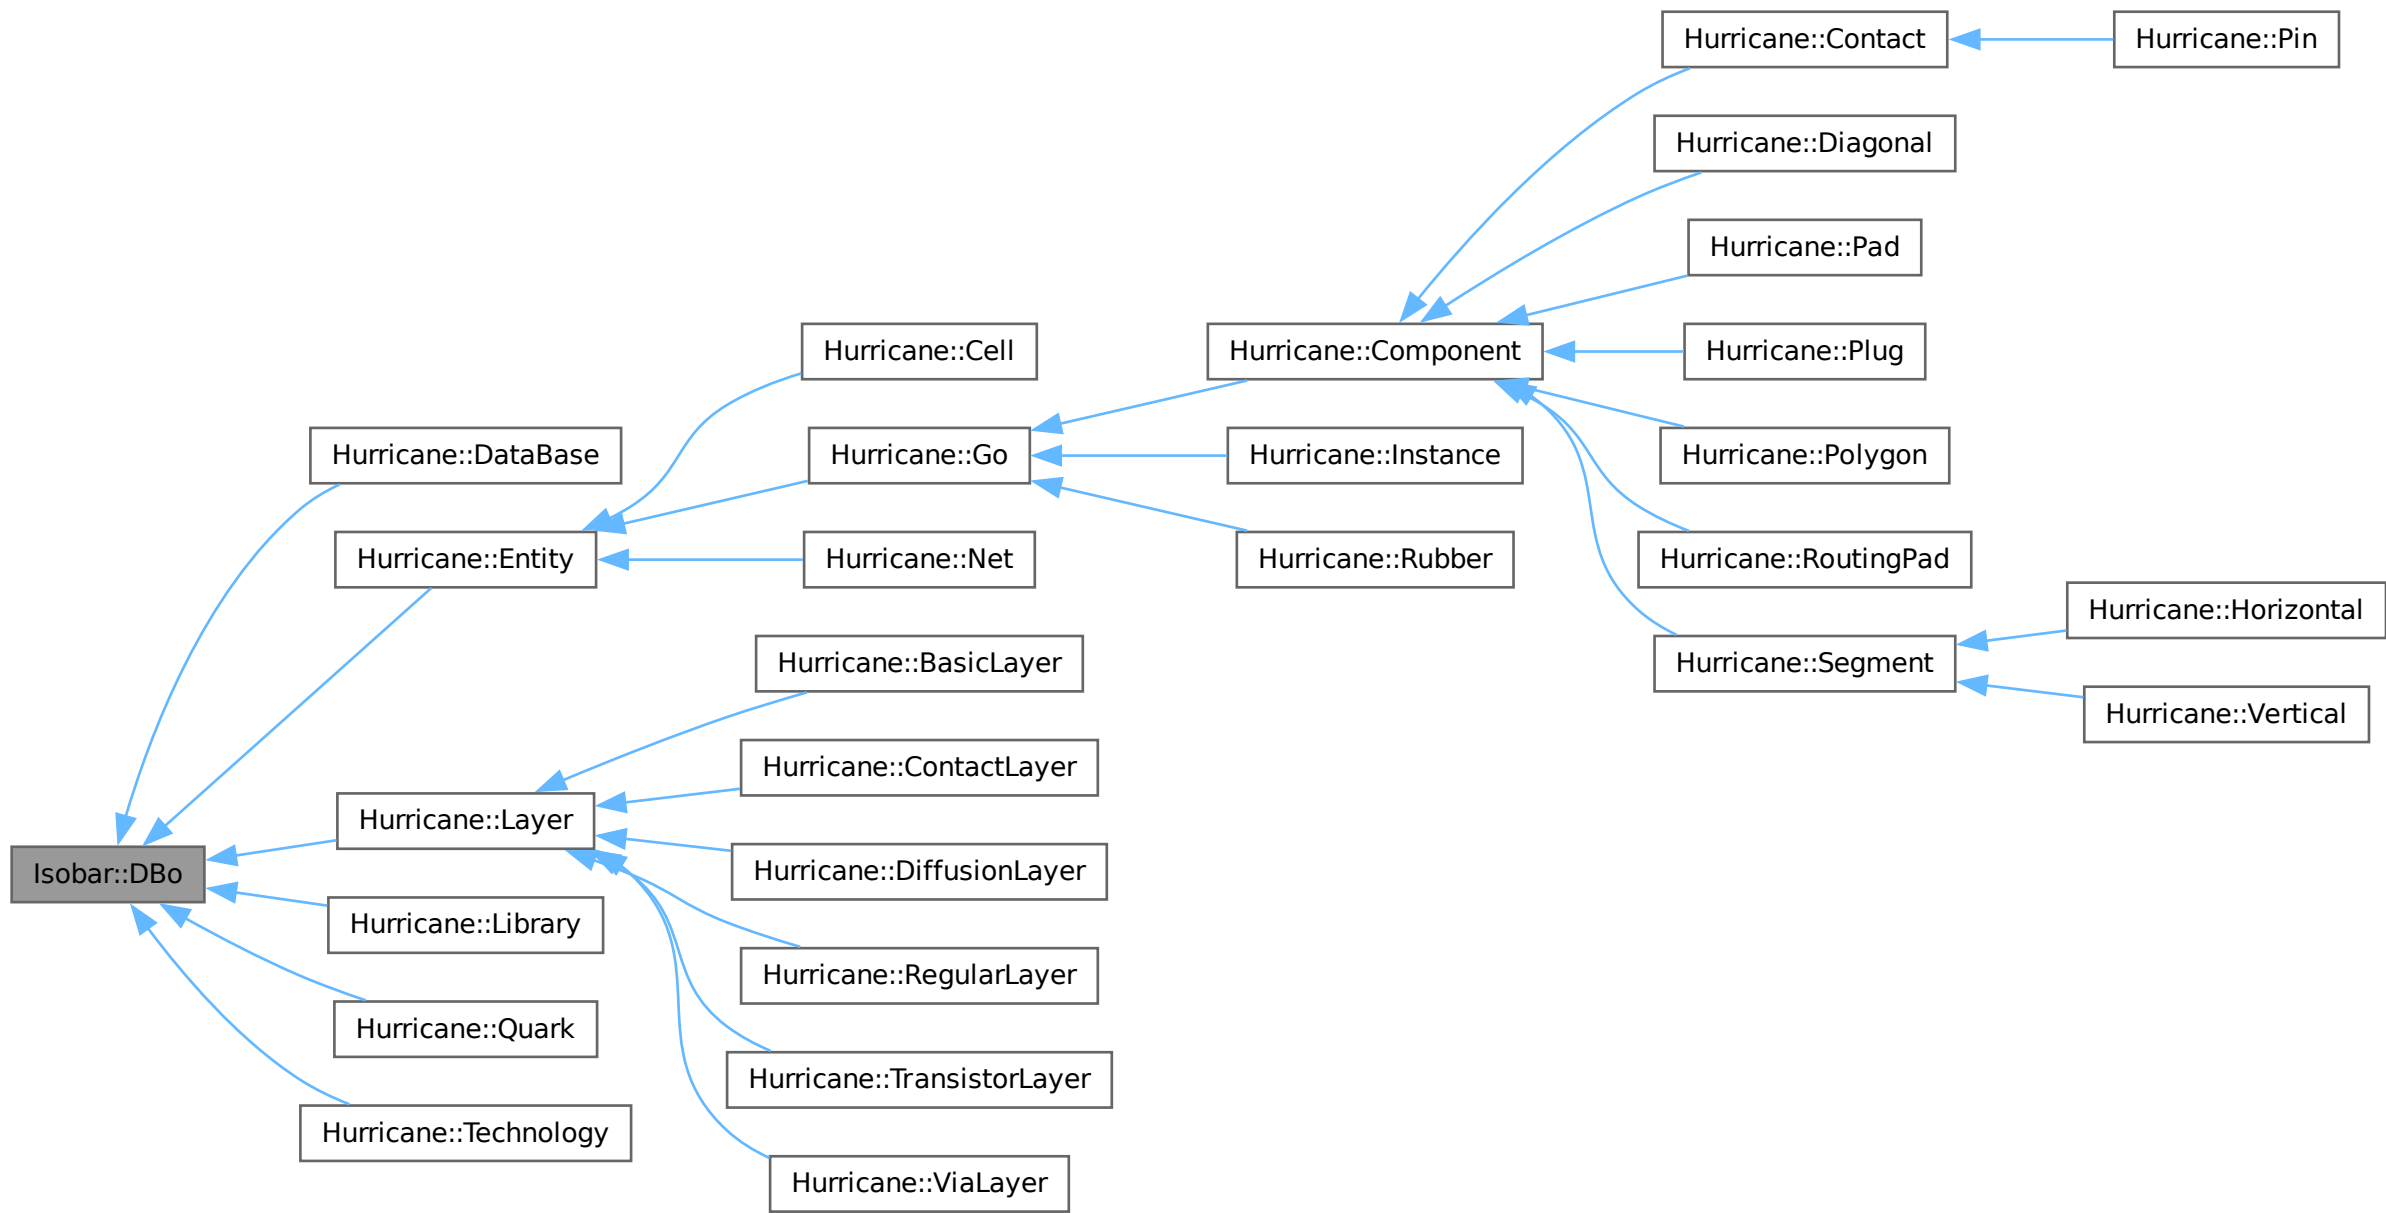 Isobar::DBo
Hurricane::DataBase
Hurricane::Entity
Hurricane::Layer
Hurricane::Library
Hurricane::Quark
Hurricane::Technology
Hurricane::Cell
Hurricane::Go
Hurricane::Net
Hurricane::BasicLayer
Hurricane::ContactLayer
Hurricane::DiffusionLayer
Hurricane::RegularLayer
Hurricane::TransistorLayer
Hurricane::ViaLayer
Hurricane::Component
Hurricane::Instance
Hurricane::Rubber
Hurricane::Contact
Hurricane::Diagonal
Hurricane::Pad
Hurricane::Plug
Hurricane::Polygon
Hurricane::RoutingPad
Hurricane::Segment
Hurricane::Pin
Hurricane::Horizontal
Hurricane::Vertical